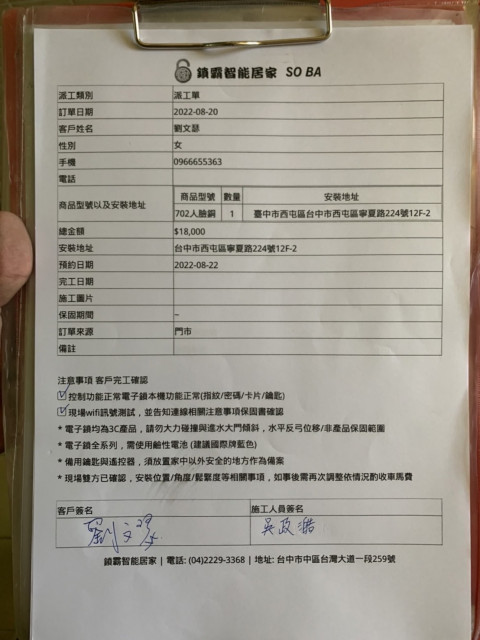 鎖霸智能居家 SO BA
派工類別 派工單
訂單日期 2022-08-20
客戶姓名 劉文瑟
性別 女
手機 0966655363
電話
商品型號以及安裝地址
商品型號 數量 安裝地址
702人臉銅 1 臺中市西屯區台中市西屯區寧夏路224號12F-2
總金額 $18,000
安裝地址 台中市西屯區寧夏路224號12F-2
預約日期 2022-08-22
完工日期
施工圖片
保固期間 –
訂單來源 門市
備註
注意事項 客戶完工確認
控制功能正常電子鎖本機功能正常(指紋/密碼/卡片/鑰匙)
現場wifi訊號測試，並告知連線相關注意事項保固書確認
* 電子鎖均為3C產品，請勿大力碰撞與進水大門傾斜，水平反弓位移/非產品保固範圍
* 電子鎖全系列，需使用鹼性電池 (建議國際牌藍色)
* 備用鑰匙與遙控器，須放置家中以外安全的地方作為備案
* 現場雙方已確認，安裝位置/角度/鬆緊度等相關事項，如事後需再次調整依情況酌收車馬費
客戶簽名 施工人員簽名
劉文瑟 吳政澔
鎖霸智能居家 | 電話: (04)2229-3368 | 地址: 台中市中區台灣大道一段259號